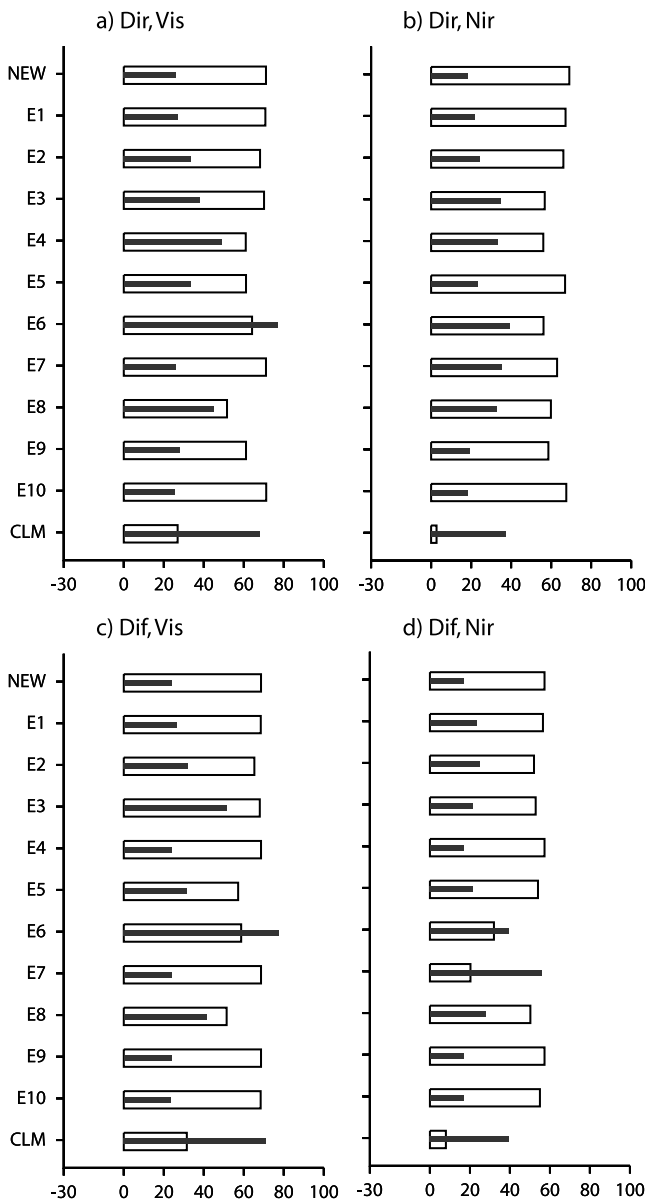 a) Dir, Vis
b) Dir, Nir
NEW
E1
E2
E3
E4
E5
E6
E7
E8
E9
E10
CLM
-30 0 20 40 60 80 100
-30 0 20 40 60 80 100
c) Dif, Vis
d) Dif, Nir
NEW
E1
E2
E3
E4
E5
E6
E7
E8
E9
E10
CLM
-30 0 20 40 60 80 100
-30 0 20 40 60 80 100